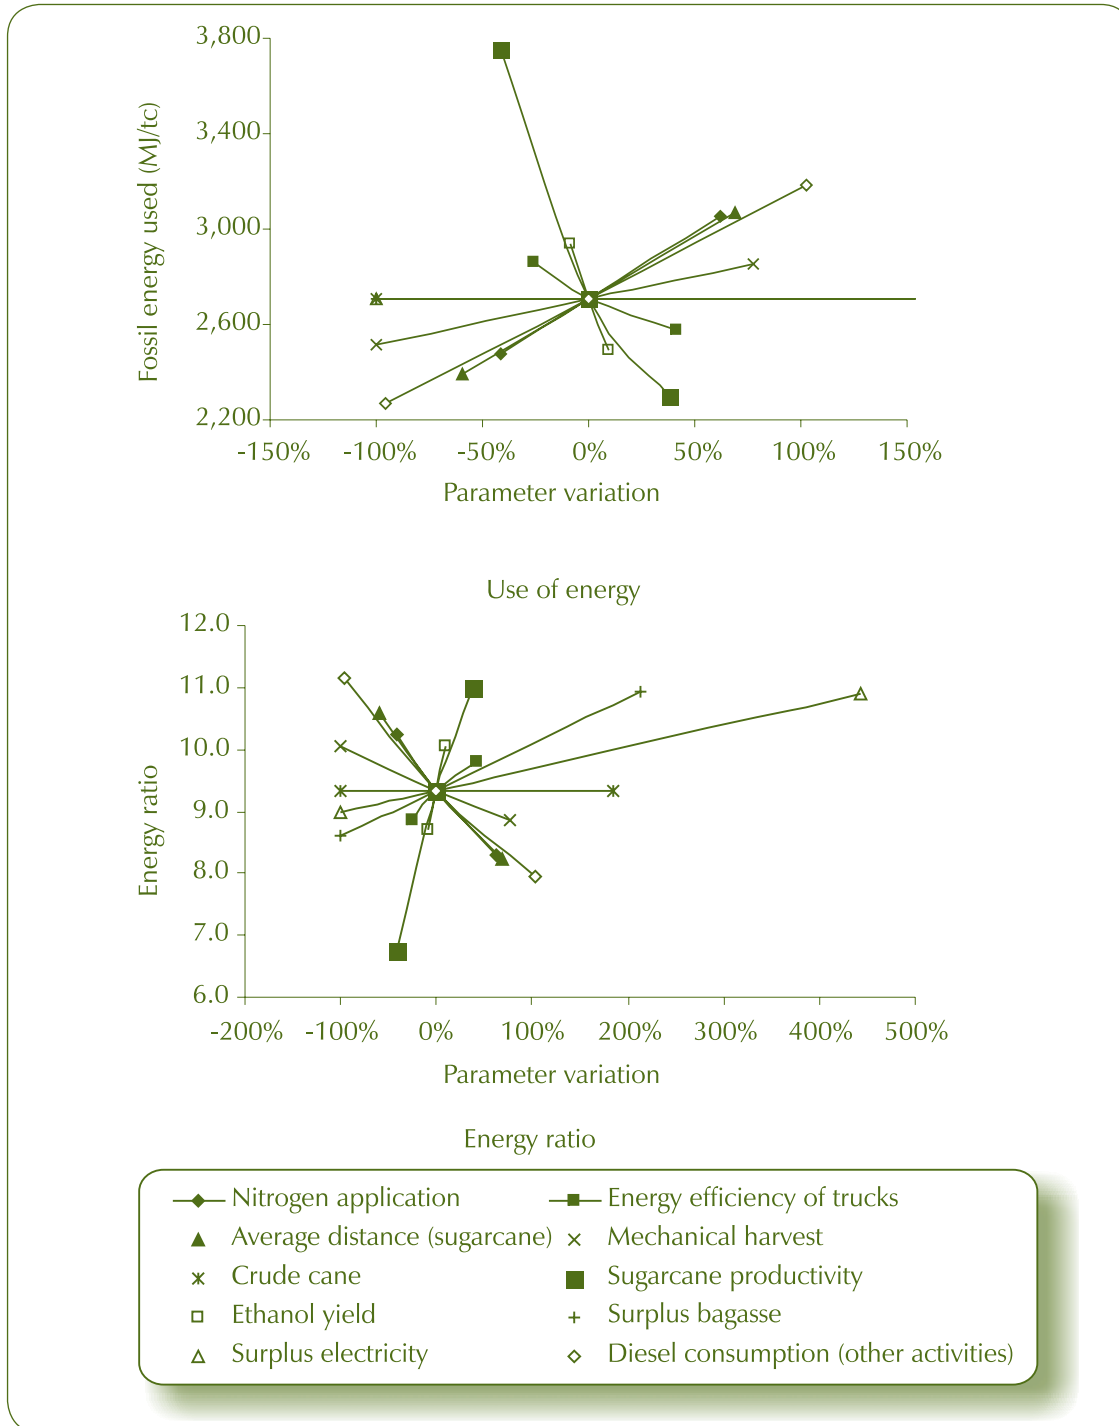 3,800
3,400
3,000
2,600
2,200
Fossil energy used (MJ/tc)
-150% -100% -50% 0% 50% 100% 150%
Parameter variation
Use of energy
12.0
11.0
10.0
9.0
8.0
7.0
6.0
Energy ratio
-200% -100% 0% 100% 200% 300% 400% 500%
Parameter variation
Energy ratio
Nitrogen application Energy efficiency of trucks
Average distance (sugarcane) Mechanical harvest
Crude cane Sugarcane productivity
Ethanol yield Surplus bagasse
Surplus electricity Diesel consumption (other activities)